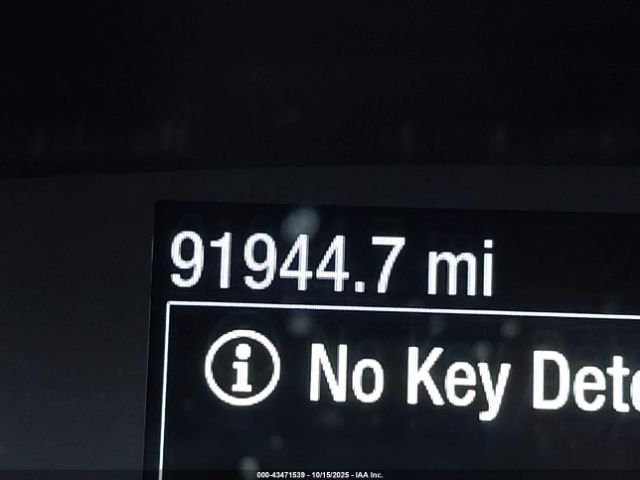 91944.7 mi
i No Key Dete
000-43471539 - 10/15/2025 - IAA Inc.